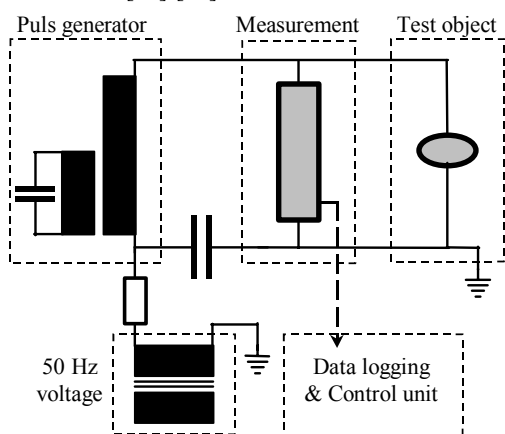 Puls generator
Measurement
Test object
50 Hz
voltage
Data logging
& Control unit